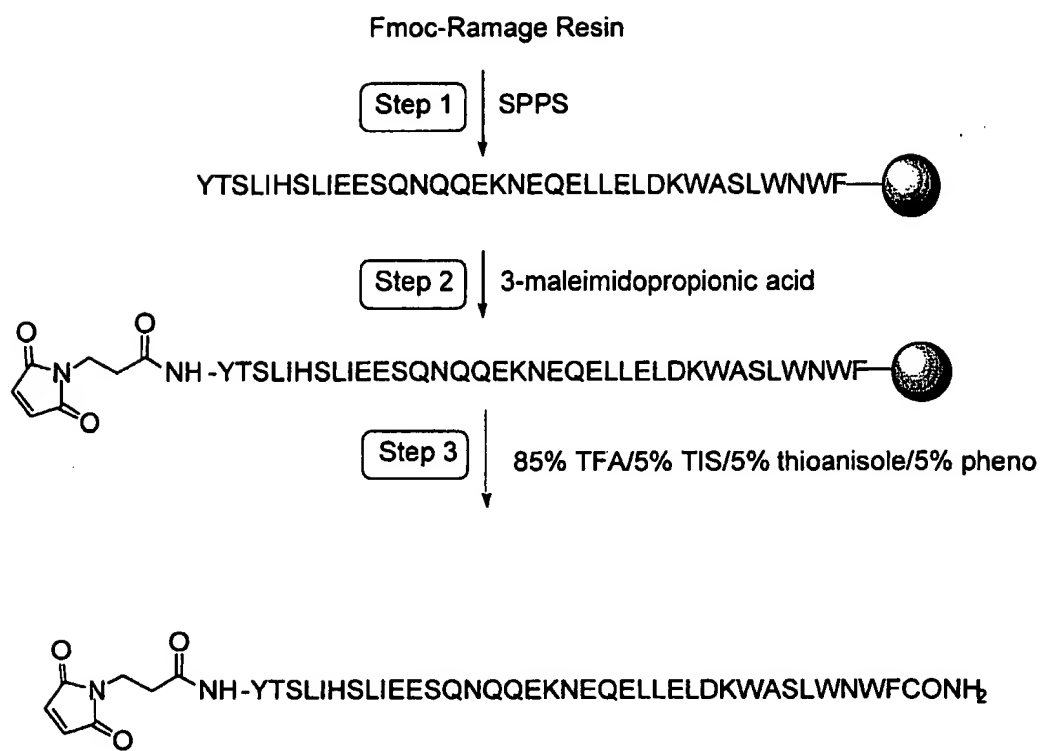 Fmoc-Ramage Resin
Step 1 SPPS
YTSLIHSLIEESQNQQEKNEQELLELDKWASLWNWF
Step 2 3-maleimidopropionic acid
O
O
N
NH-YTSLIHSLIEESQNQQEKNEQELLELDKWASLWNWF
O
Step 3 85% TFA/5% TIS/5% thioanisole/5% pheno
O
O
N
NH-YTSLIHSLIEESQNQQEKNEQELLELDKWASLWNWFCONH2
O